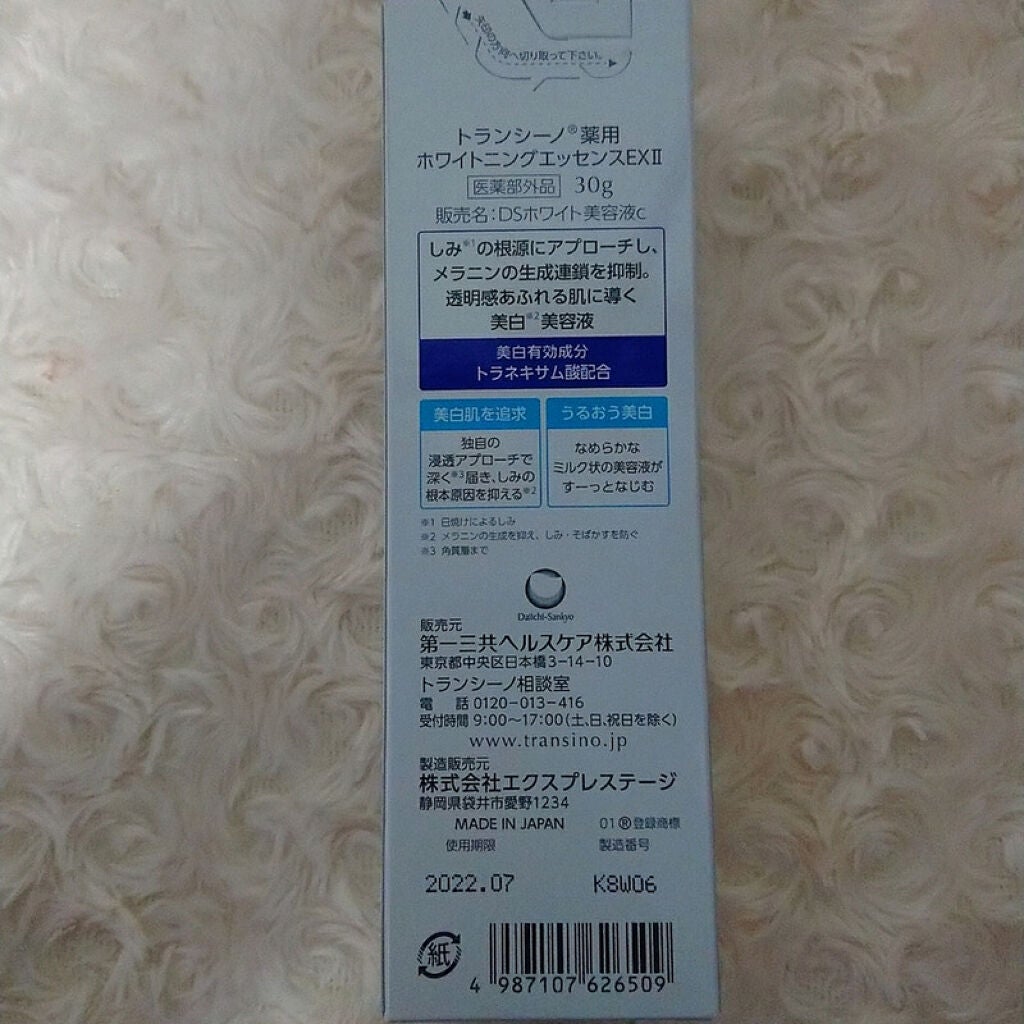 矢印の方向へ切り取って下さい。
トランシーノ®薬用
ホワイトニングエッセンスEXⅡ
医薬部外品 30g
販売名:DSホワイト美容液c
しみ※1の根源にアプローチし、
メラニンの生成連鎖を抑制。
透明感あふれる肌に導く
美白※2美容液
美白有効成分
トラネキサム酸配合
美白肌を追求
独自の
浸透アプローチで
深く※3届き、しみの
根本原因を抑える※2
うるおう美白
なめらかな
ミルク状の美容液が
すーっとなじむ
※1 日焼けによるしみ
※2 メラニンの生成を抑え、しみ・そばかすを防ぐ
※3 角質層まで
Daiichi-Sankyo
販売元
第一三共ヘルスケア株式会社
東京都中央区日本橋3-14-10
トランシーノ相談室
電 話 0120-013-416
受付時間 9:00〜17:00(土、日、祝日を除く)
www.transino.jp
製造販売元
株式会社エクスプレステージ
静岡県袋井市愛野1234
MADE IN JAPAN 01®登録商標
使用期限 製造番号
2022.07 K8W06
紙
4 987107 626509